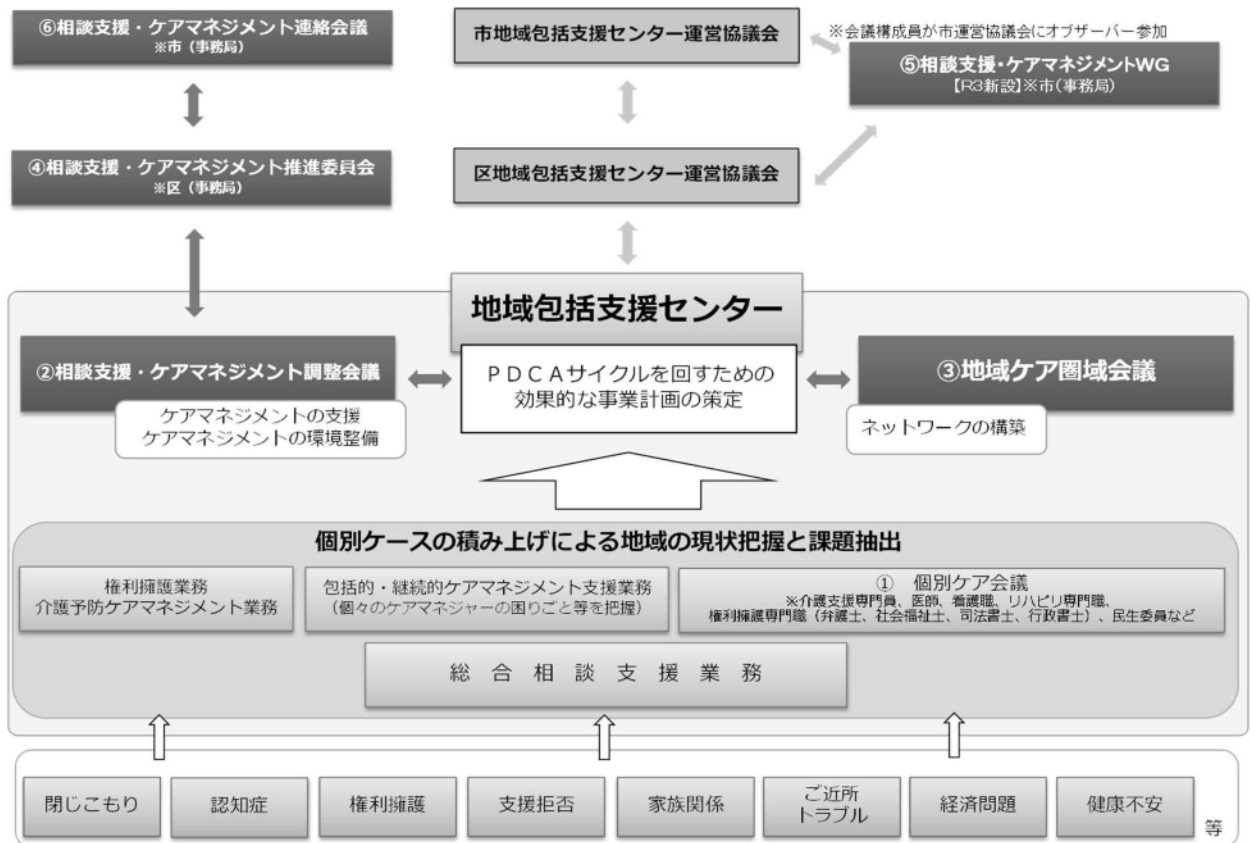 ⑥相談支援・ケアマネジメント連絡会議
※市（事務局）
市地域包括支援センター運営協議会
※会議構成員が市運営協議会にオブザーバー参加
⑤相談支援・ケアマネジメントWG
【R3新設】※市（事務局）
④相談支援・ケアマネジメント推進委員会
※区（事務局）
区地域包括支援センター運営協議会
地域包括支援センター
②相談支援・ケアマネジメント調整会議
ケアマネジメントの支援
ケアマネジメントの環境整備
ＰＤＣＡサイクルを回すための
効果的な事業計画の策定
③地域ケア圏域会議
ネットワークの構築
個別ケースの積み上げによる地域の現状把握と課題抽出
権利擁護業務
介護予防ケアマネジメント業務
包括的・継続的ケアマネジメント支援業務
（個々のケアマネジャーの困りごと等を把握）
①　個別ケア会議
※介護支援専門員、医師、看護職、リハビリ専門職、
権利擁護専門職（弁護士、社会福祉士、司法書士、行政書士）、民生委員など
総合相談支援業務
閉じこもり
認知症
権利擁護
支援拒否
家族関係
ご近所
トラブル
経済問題
健康不安
等